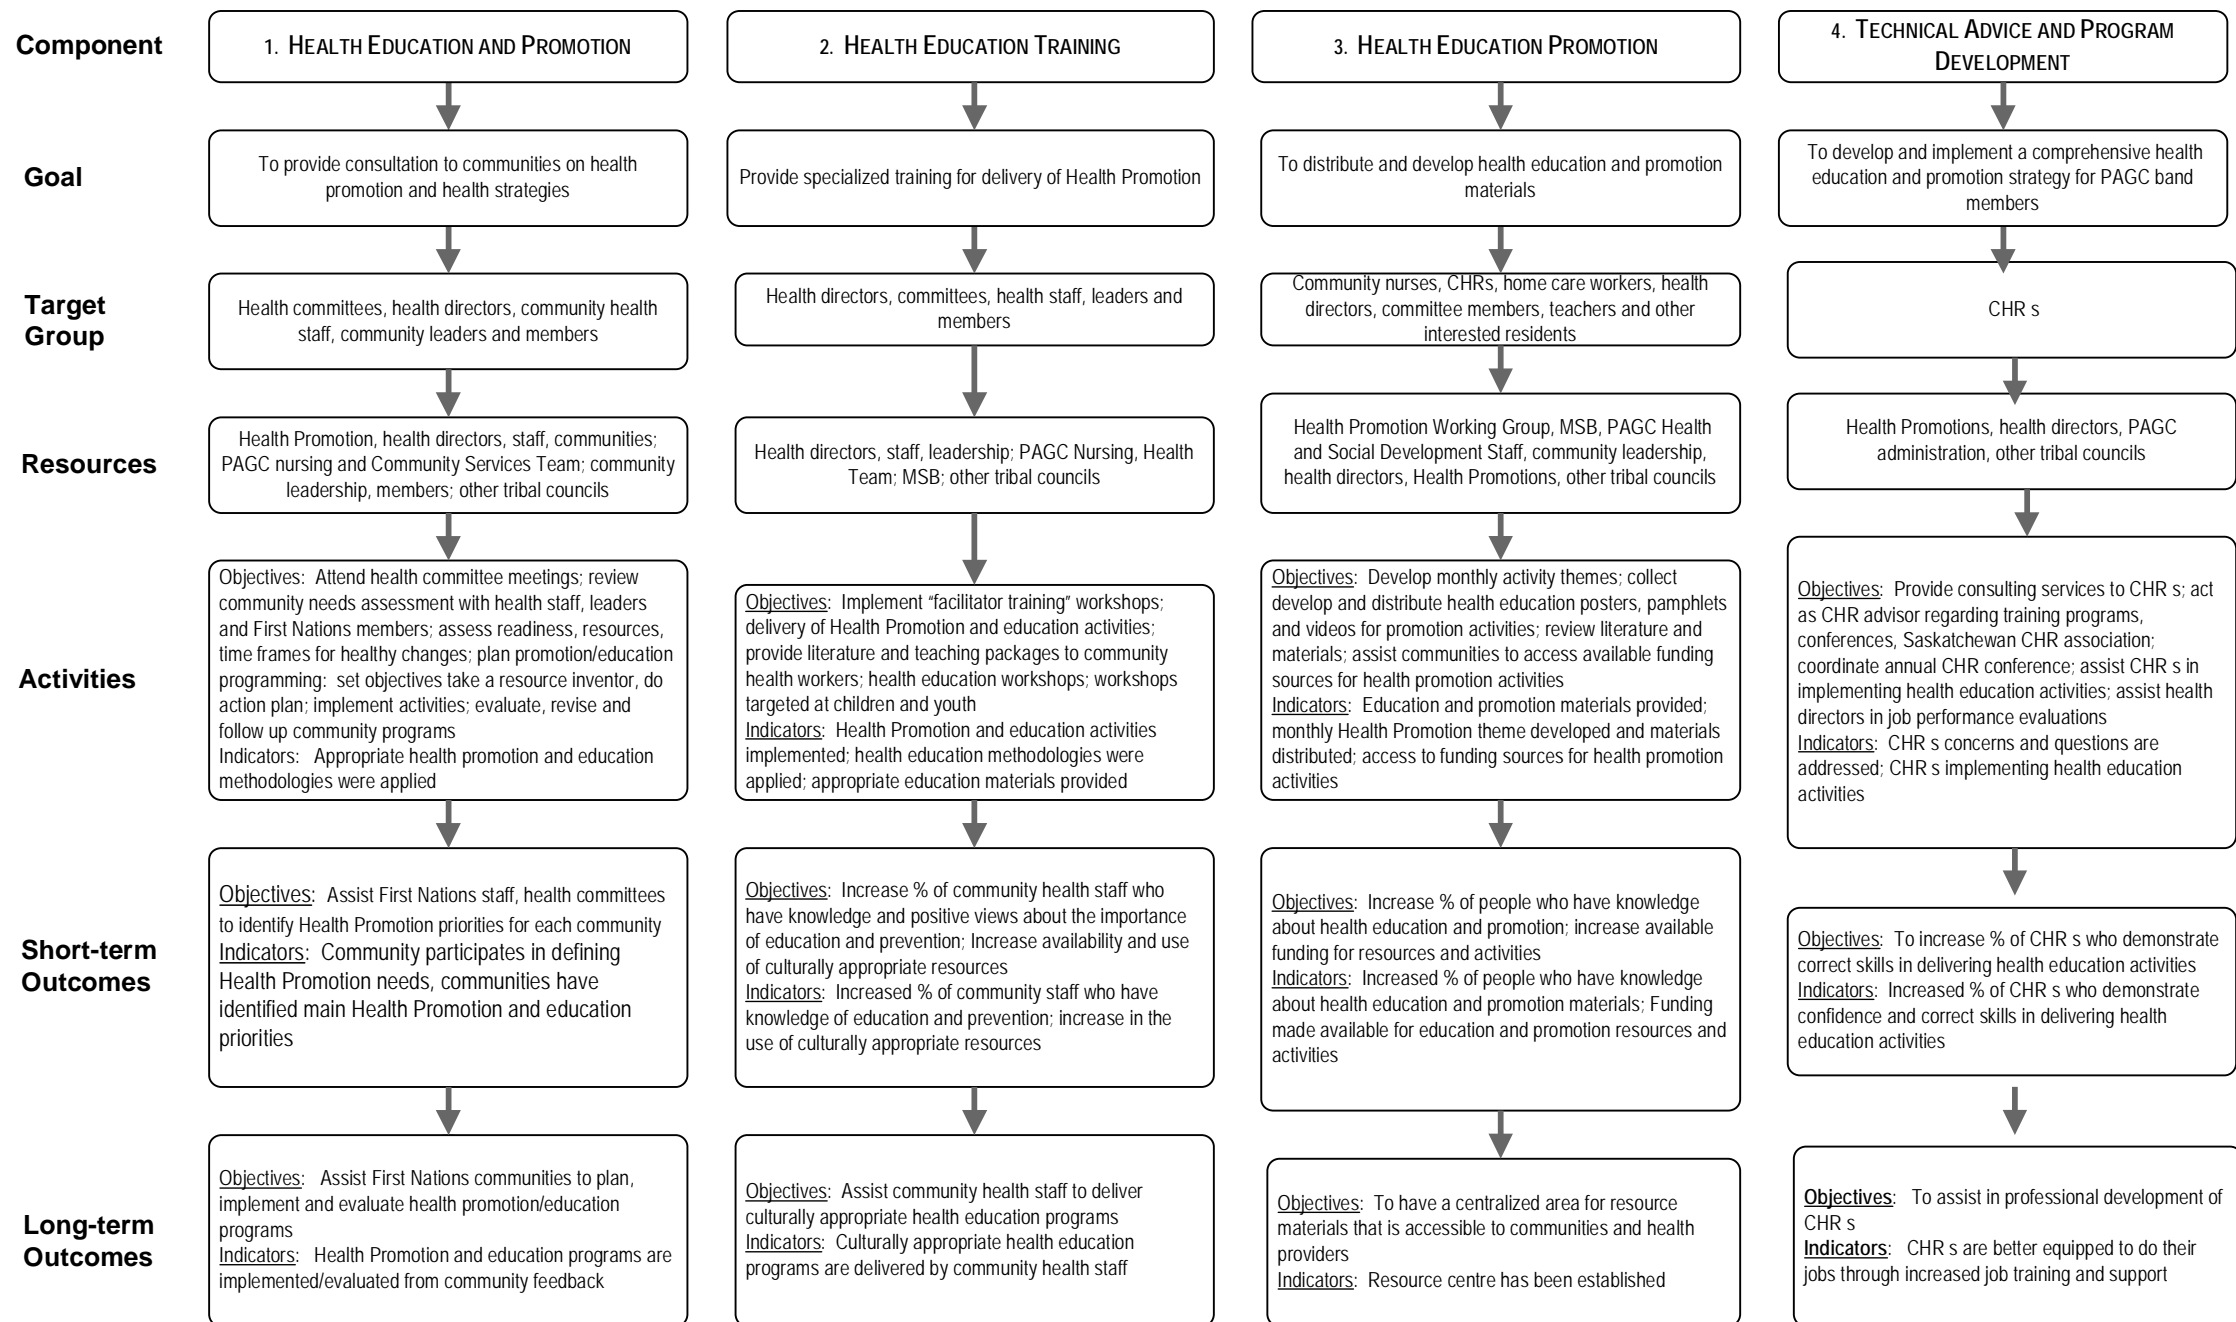 Component
1. HEALTH EDUCATION AND PROMOTION
2. HEALTH EDUCATION TRAINING
3. HEALTH EDUCATION PROMOTION
4. TECHNICAL ADVICE AND PROGRAM
DEVELOPMENT
Goal
To provide consultation to communities on health
promotion and health strategies
Provide specialized training for delivery of Health Promotion
To distribute and develop health education and promotion
materials
To develop and implement a comprehensive health
education and promotion strategy for PAGC band
members
Target
Group
Health committees, health directors, community health
staff, community leaders and members
Health directors, committees, health staff, leaders and
members
Community nurses, CHRs, home care workers, health
directors, committee members, teachers and other
interested residents
CHR s
Resources
Health Promotion, health directors, staff, communities;
PAGC nursing and Community Services Team; community
leadership, members; other tribal councils
Health directors, staff, leadership; PAGC Nursing, Health
Team; MSB; other tribal councils
Health Promotion Working Group, MSB, PAGC Health
and Social Development Staff, community leadership,
health directors, Health Promotions, other tribal councils
Health Promotions, health directors, PAGC
administration, other tribal councils
Activities
Objectives: Attend health committee meetings; review
community needs assessment with health staff, leaders
and First Nations members; assess readiness, resources,
time frames for healthy changes; plan promotion/education
programming: set objectives take a resource inventor, do
action plan; implement activities; evaluate, revise and
follow up community programs
Indicators: Appropriate health promotion and education
methodologies were applied
Objectives: Implement "facilitator training" workshops;
delivery of Health Promotion and education activities;
provide literature and teaching packages to community
health workers; health education workshops; workshops
targeted at children and youth
Indicators: Health Promotion and education activities
implemented; health education methodologies were
applied; appropriate education materials provided
Objectives: Develop monthly activity themes; collect
develop and distribute health education posters, pamphlets
and videos for promotion activities; review literature and
materials; assist communities to access available funding
sources for health promotion activities
Indicators: Education and promotion materials provided;
monthly Health Promotion theme developed and materials
distributed; access to funding sources for health promotion
activities
Objectives: Provide consulting services to CHR s; act
as CHR advisor regarding training programs,
conferences, Saskatchewan CHR association;
coordinate annual CHR conference; assist CHR s in
implementing health education activities; assist health
directors in job performance evaluations
Indicators: CHR s concerns and questions are
addressed; CHR s implementing health education
activities
Short-term
Outcomes
Objectives: Assist First Nations staff, health committees
to identify Health Promotion priorities for each community
Indicators: Community participates in defining
Health Promotion needs, communities have
identified main Health Promotion and education
priorities
Objectives: Increase % of community health staff who
have knowledge and positive views about the importance
of education and prevention; Increase availability and use
of culturally appropriate resources
Indicators: Increased % of community staff who have
knowledge of education and prevention; increase in the
use of culturally appropriate resources
Objectives: Increase % of people who have knowledge
about health education and promotion; increase available
funding for resources and activities
Indicators: Increased % of people who have knowledge
about health education and promotion materials; Funding
made available for education and promotion resources and
activities
Objectives: To increase % of CHR s who demonstrate
correct skills in delivering health education activities
Indicators: Increased % of CHR s who demonstrate
confidence and correct skills in delivering health
education activities
Long-term
Outcomes
Objectives: Assist First Nations communities to plan,
implement and evaluate health promotion/education
programs
Indicators: Health Promotion and education programs are
implemented/evaluated from community feedback
Objectives: Assist community health staff to deliver
culturally appropriate health education programs
Indicators: Culturally appropriate health education
programs are delivered by community health staff
Objectives: To have a centralized area for resource
materials that is accessible to communities and health
providers
Indicators: Resource centre has been established
Objectives: To assist in professional development of
CHR s
Indicators: CHR s are better equipped to do their
jobs through increased job training and support